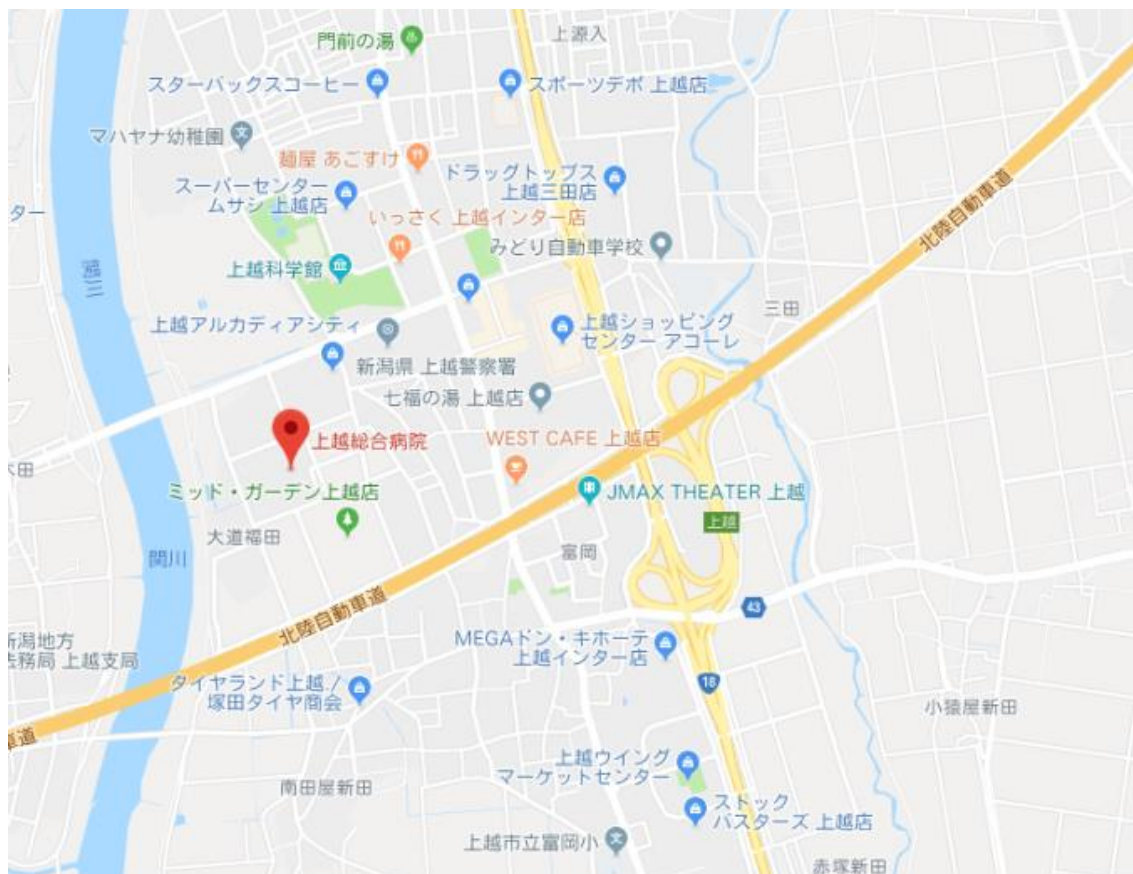 上源入
門前の湯
スターバックスコーヒー
スポーツデポ 上越店
マハヤナ幼稚園
麺屋 あごすけ
ドラッグトップス
上越三田店
スーパーセンター
ムサシ 上越店
ター
いっさく 上越インター店
北陸自動車道
みどり自動車学校
上越科学館
関川
三田
上越アルカディアシティ
上越ショッピング
センター アコーレ
新潟県 上越警察署
七福の湯 上越店
上越総合病院
WEST CAFE 上越店
木田
ミッド・ガーデン上越店
JMAX THEATER 上越
上越
大道福田
関川
富岡
43
北陸自動車道
新潟地方
法務局 上越支局
MEGAドン・キホーテ
上越インター店
タイヤランド上越 /
塚田タイヤ商会
18
小猿屋新田
車道
上越ウイング
マーケットセンター
南田屋新田
ストック
バスターズ 上越店
上越市立富岡小
赤塚新田